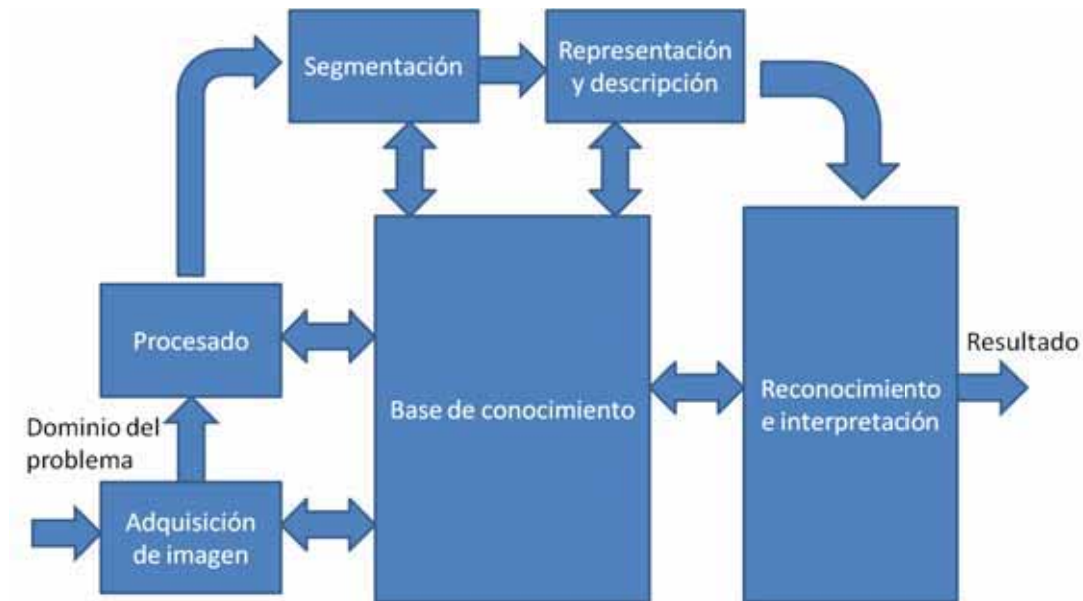 Segmentación
Representación
y descripción
Procesado
Dominio del
problema
Adquisición
de imagen
Base de conocimiento
Reconocimiento
e interpretación
Resultado